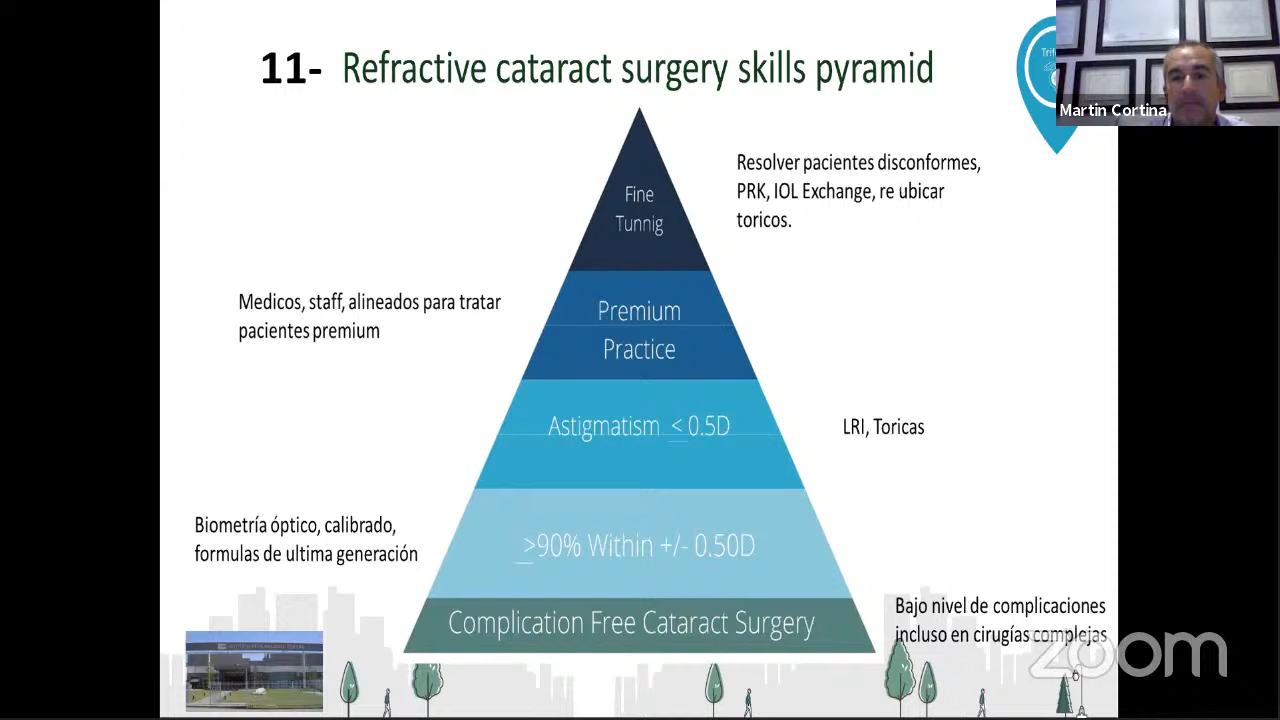 11- Refractive cataract surgery skills pyramid
Martin Cortina
Resolver pacientes disconformes,
PRK, IOL Exchange, re ubicar
toricos.
Fine
Tunnig
Medicos, staff, alineados para tratar
pacientes premium
Premium
Practice
Astigmatism < 0.5D
LRI, Toricas
Biometría óptico, calibrado,
formulas de ultima generación
>90% Within +/- 0.50D
Complication Free Cataract Surgery
Bajo nivel de complicaciones
incluso en cirugías complejas
zoom